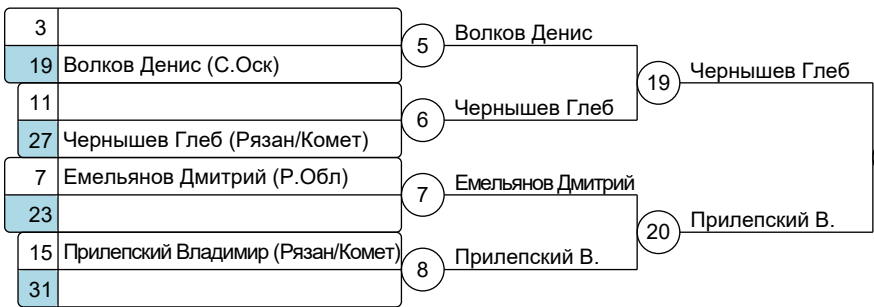 3
19 Волков Денис (С.Оск)
11
27 Чернышев Глеб (Рязан/Комет)
7 Емельянов Дмитрий (Р.Обл)
23
15 Прилепский Владимир (Рязан/Комет)
31
5 Волков Денис
6 Чернышев Глеб
7 Емельянов Дмитрий
8 Прилепский В.
19 Чернышев Глеб
20 Прилепский В.